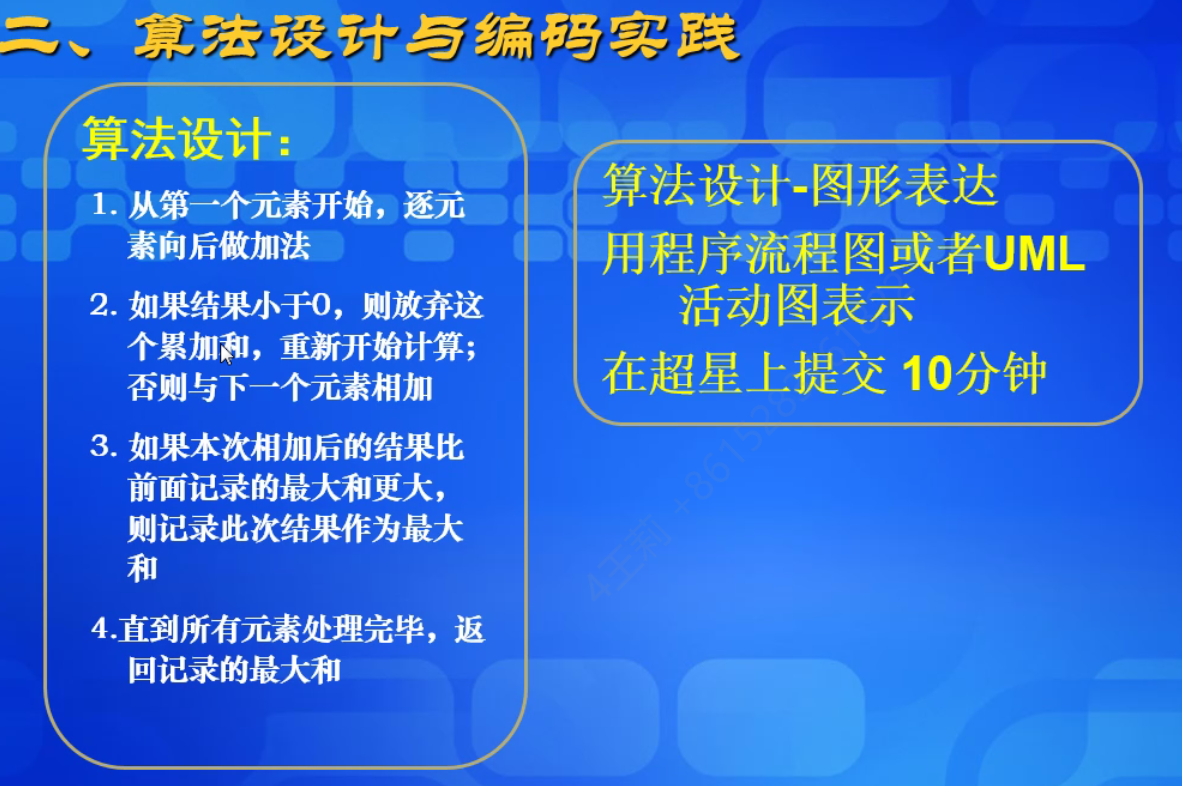 二、算法设计与编码实践
算法设计：
1. 从第一个元素开始，逐元
素向后做加法
2. 如果结果小于0，则放弃这
个累加和，重新开始计算；
否则与下一个元素相加
3. 如果本次相加后的结果比
前面记录的最大和更大，
则记录此次结果作为最大
和
4.直到所有元素处理完毕，返
回记录的最大和
算法设计-图形表达
用程序流程图或者UML
活动图表示
在超星上提交 10分钟